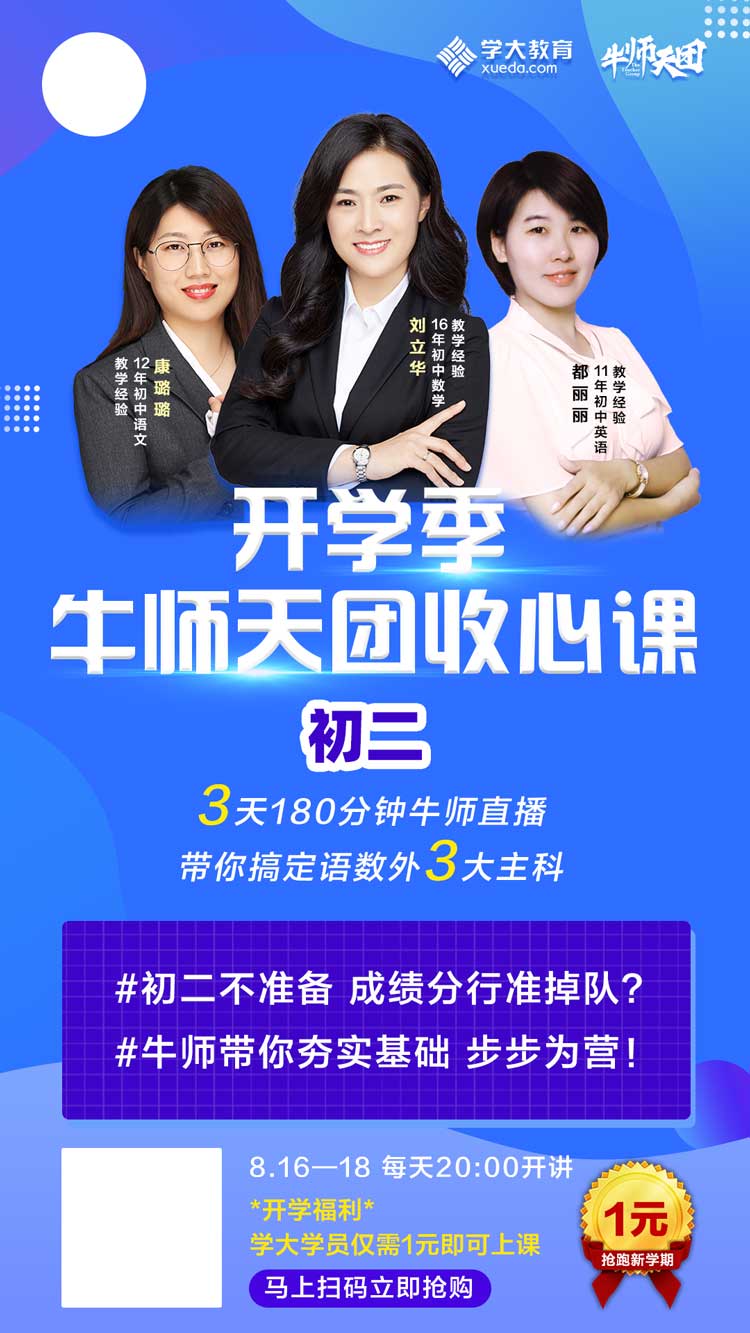 学大教育
xueda.com
牛师天团
The
Teacher
Group
康璐璐
12年初中语文
教学经验
刘立华
16年初中数学
教学经验
都丽丽
11年初中英语
教学经验
开学季
牛师天团收心课
初二
3天180分钟牛师直播
带你搞定语数外3大主科
#初二不准备 成绩分行准掉队?
#牛师带你夯实基础 步步为营!
8.16—18 每天20:00开讲
*开学福利*
学大学员仅需1元即可上课
马上扫码立即抢购
1元
抢跑新学期